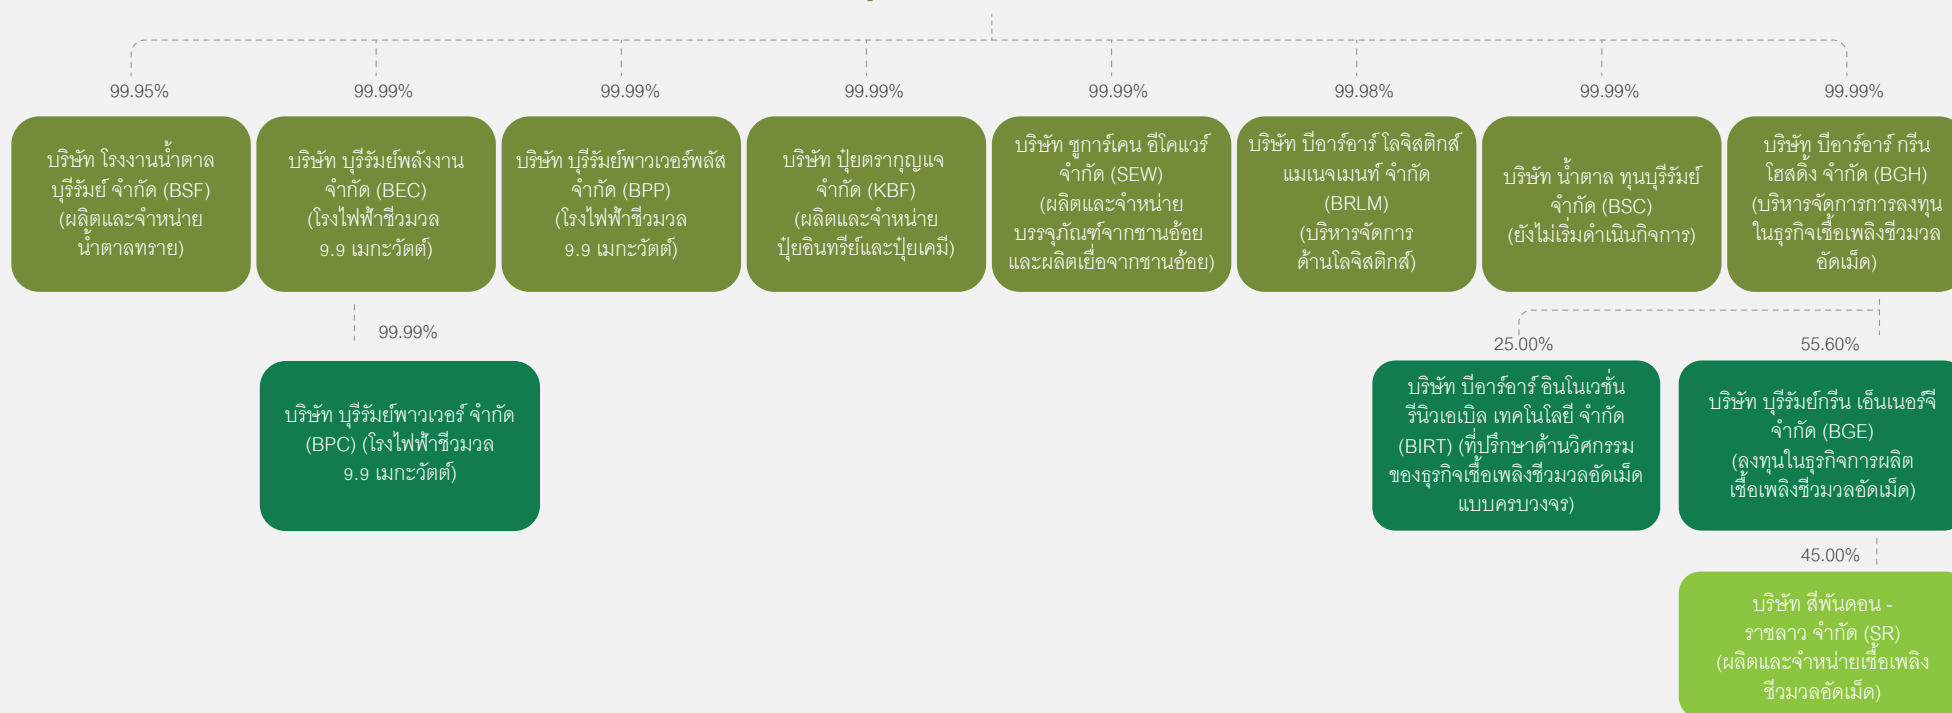 99.95%
99.99%
99.99%
99.99%
99.99%
99.98%
99.99%
99.99%
บริษัท โรงงานน้ำตาล
บุรีรัมย์ จำกัด (BSF)
(ผลิตและจำหน่าย
น้ำตาลทราย)
บริษัท บุรีรัมย์พลังงาน
จำกัด (BEC)
(โรงไฟฟ้าชีวมวล
9.9 เมกะวัตต์)
บริษัท บุรีรัมย์พาวเวอร์พลัส
จำกัด (BPP)
(โรงไฟฟ้าชีวมวล
9.9 เมกะวัตต์)
บริษัท ปุ๋ยตรากุญแจ
จำกัด (KBF)
(ผลิตและจำหน่าย
ปุ๋ยอินทรีย์และปุ๋ยเคมี)
บริษัท ชูการ์เคน อีโคแวร์
จำกัด (SEW)
(ผลิตและจำหน่าย
บรรจุภัณฑ์จากชานอ้อย
และผลิตเยื่อจากชานอ้อย)
บริษัท บีอาร์อาร์ โลจิสติกส์
แมเนจเมนท์ จำกัด
(BRLM)
(บริหารจัดการ
ด้านโลจิสติกส์)
บริษัท น้ำตาล ทุนบุรีรัมย์
จำกัด (BSC)
(ยังไม่เริ่มดำเนินกิจการ)
บริษัท บีอาร์อาร์ กรีน
โฮสดิ้ง จำกัด (BGH)
(บริหารจัดการการลงทุน
ในธุรกิจเชื้อเพลิงชีวมวล
อัดเม็ด)
99.99%
25.00%
55.60%
บริษัท บุรีรัมย์พาวเวอร์ จำกัด
(BPC) (โรงไฟฟ้าชีวมวล
9.9 เมกะวัตต์)
บริษัท บีอาร์อาร์ อินโนเวชั่น
รีนิวเอเบิล เทคโนโลยี จำกัด
(BIRT) (ที่ปรึกษาด้านวิศกรรม
ของธุรกิจเชื้อเพลิงชีวมวลอัดเม็ด
แบบครบวงจร)
บริษัท บุรีรัมย์กรีน เอ็นเนอร์จี
จำกัด (BGE)
(ลงทุนในธุรกิจการผลิต
เชื้อเพลิงชีวมวลอัดเม็ด)
45.00%
บริษัท สีพันดอน -
ราชลาว จำกัด (SR)
(ผลิตและจำหน่ายเชื้อเพลิง
ชีวมวลอัดเม็ด)